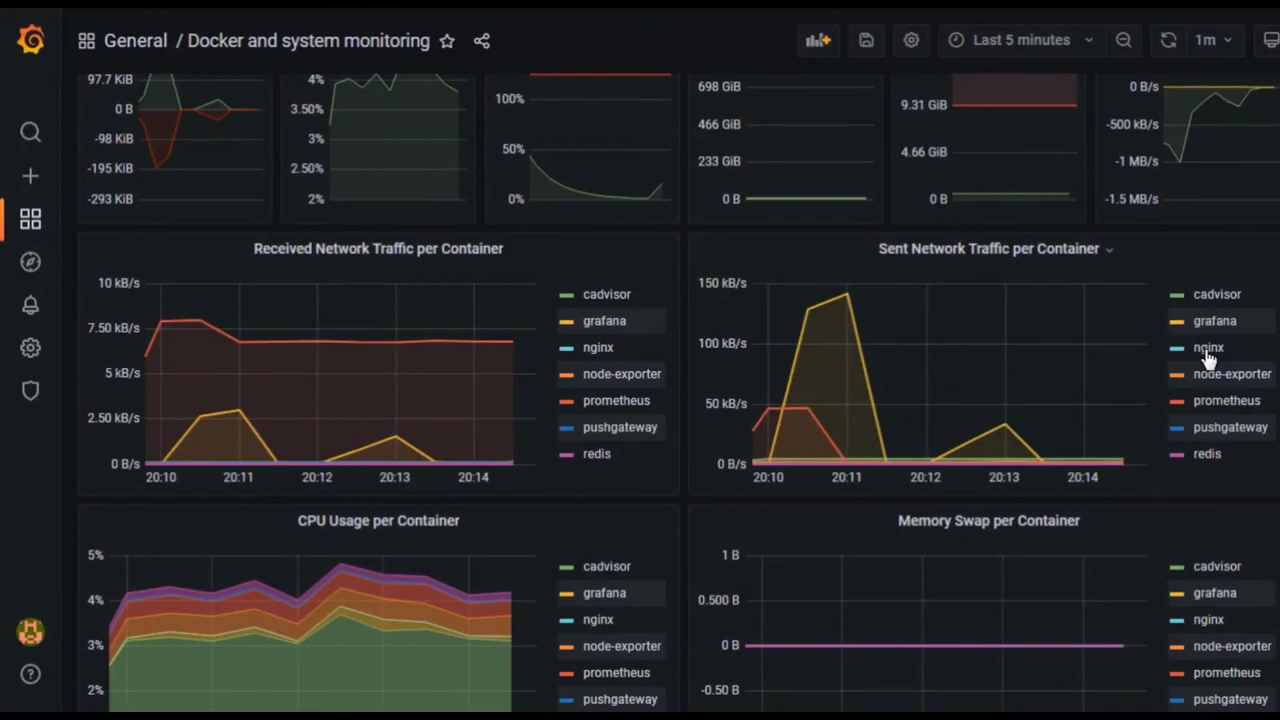 General / Docker and system monitoring
Last 5 minutes
1m
97.7 KiB
0 B
-98 KiB
-195 KiB
-293 KiB
4%
3.50%
3%
2.50%
2%
100%
50%
0%
698 GiB
466 GiB
233 GiB
0 B
9.31 GiB
4.66 GiB
0 B
0 B/s
-500 kB/s
-1 MB/s
-1.5 MB/s
Received Network Traffic per Container
10 kB/s
7.50 kB/s
5 kB/s
2.50 kB/s
0 B/s
20:10 20:11 20:12 20:13 20:14
cadvisor
grafana
nginx
node-exporter
prometheus
pushgateway
redis
Sent Network Traffic per Container
150 kB/s
100 kB/s
50 kB/s
0 B/s
20:10 20:11 20:12 20:13 20:14
cadvisor
grafana
nginx
node-exporter
prometheus
pushgateway
redis
CPU Usage per Container
5%
4%
3%
2%
cadvisor
grafana
nginx
node-exporter
prometheus
pushgateway
Memory Swap per Container
1 B
0.500 B
0 B
-0.50 B
cadvisor
grafana
nginx
node-exporter
prometheus
pushgateway